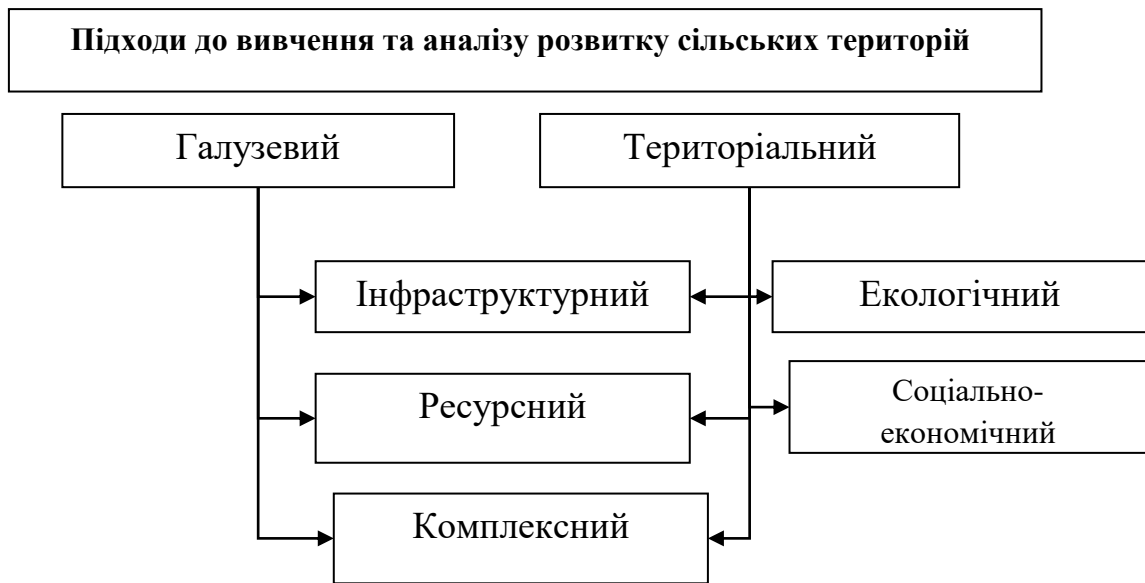 Підходи до вивчення та аналізу розвитку сільських територій
Галузевий
Територіальний
Інфраструктурний
Екологічний
Ресурсний
Соціально-
економічний
Комплексний